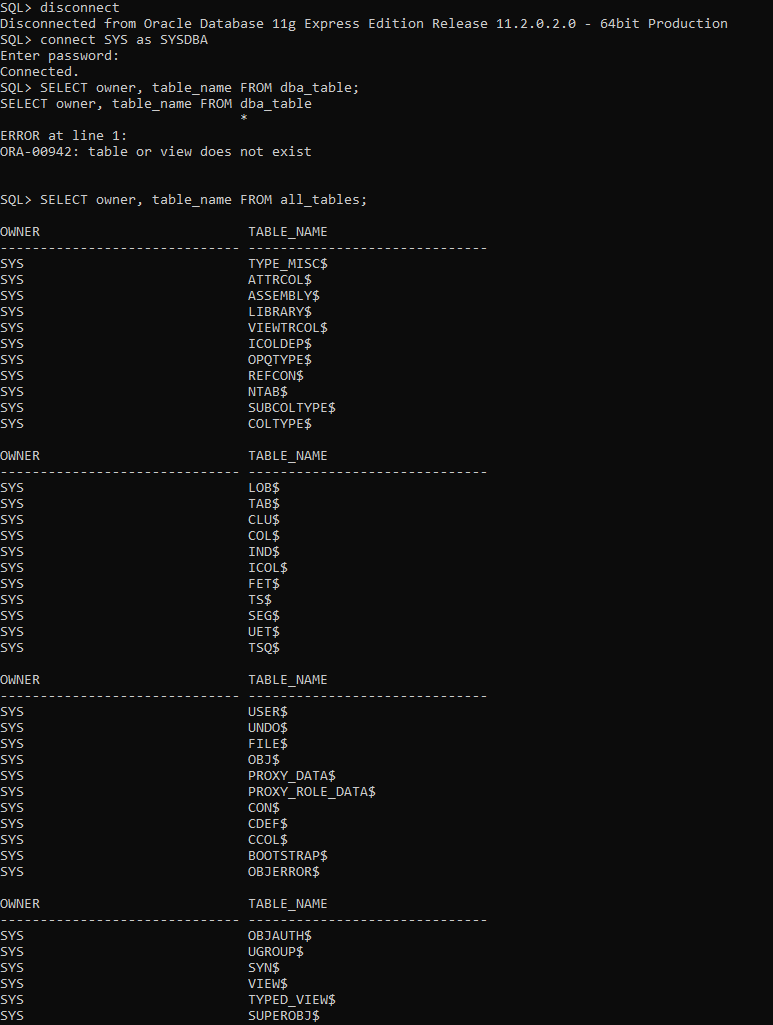 SQL> disconnect
Disconnected from Oracle Database 11g Express Edition Release 11.2.0.2.0 - 64bit Production
SQL> connect SYS as SYSDBA
Enter password:
Connected.
SQL> SELECT owner, table_name FROM dba_table;
SELECT owner, table_name FROM dba_table
                              *
ERROR at line 1:
ORA-00942: table or view does not exist


SQL> SELECT owner, table_name FROM all_tables;

OWNER                          TABLE_NAME
------------------------------ ------------------------------
SYS                            TYPE_MISC$
SYS                            ATTRCOL$
SYS                            ASSEMBLY$
SYS                            LIBRARY$
SYS                            VIEWTRCOL$
SYS                            ICOLDEP$
SYS                            OPQTYPE$
SYS                            REFCON$
SYS                            NTAB$
SYS                            SUBCOLTYPE$
SYS                            COLTYPE$

OWNER                          TABLE_NAME
------------------------------ ------------------------------
SYS                            LOB$
SYS                            TAB$
SYS                            CLU$
SYS                            COL$
SYS                            IND$
SYS                            ICOL$
SYS                            FET$
SYS                            TS$
SYS                            SEG$
SYS                            UET$
SYS                            TSQ$

OWNER                          TABLE_NAME
------------------------------ ------------------------------
SYS                            USER$
SYS                            UNDO$
SYS                            FILE$
SYS                            OBJ$
SYS                            PROXY_DATA$
SYS                            PROXY_ROLE_DATA$
SYS                            CON$
SYS                            CDEF$
SYS                            CCOL$
SYS                            BOOTSTRAP$
SYS                            OBJERROR$

OWNER                          TABLE_NAME
------------------------------ ------------------------------
SYS                            OBJAUTH$
SYS                            UGROUP$
SYS                            SYN$
SYS                            VIEW$
SYS                            TYPED_VIEW$
SYS                            SUPEROBJ$